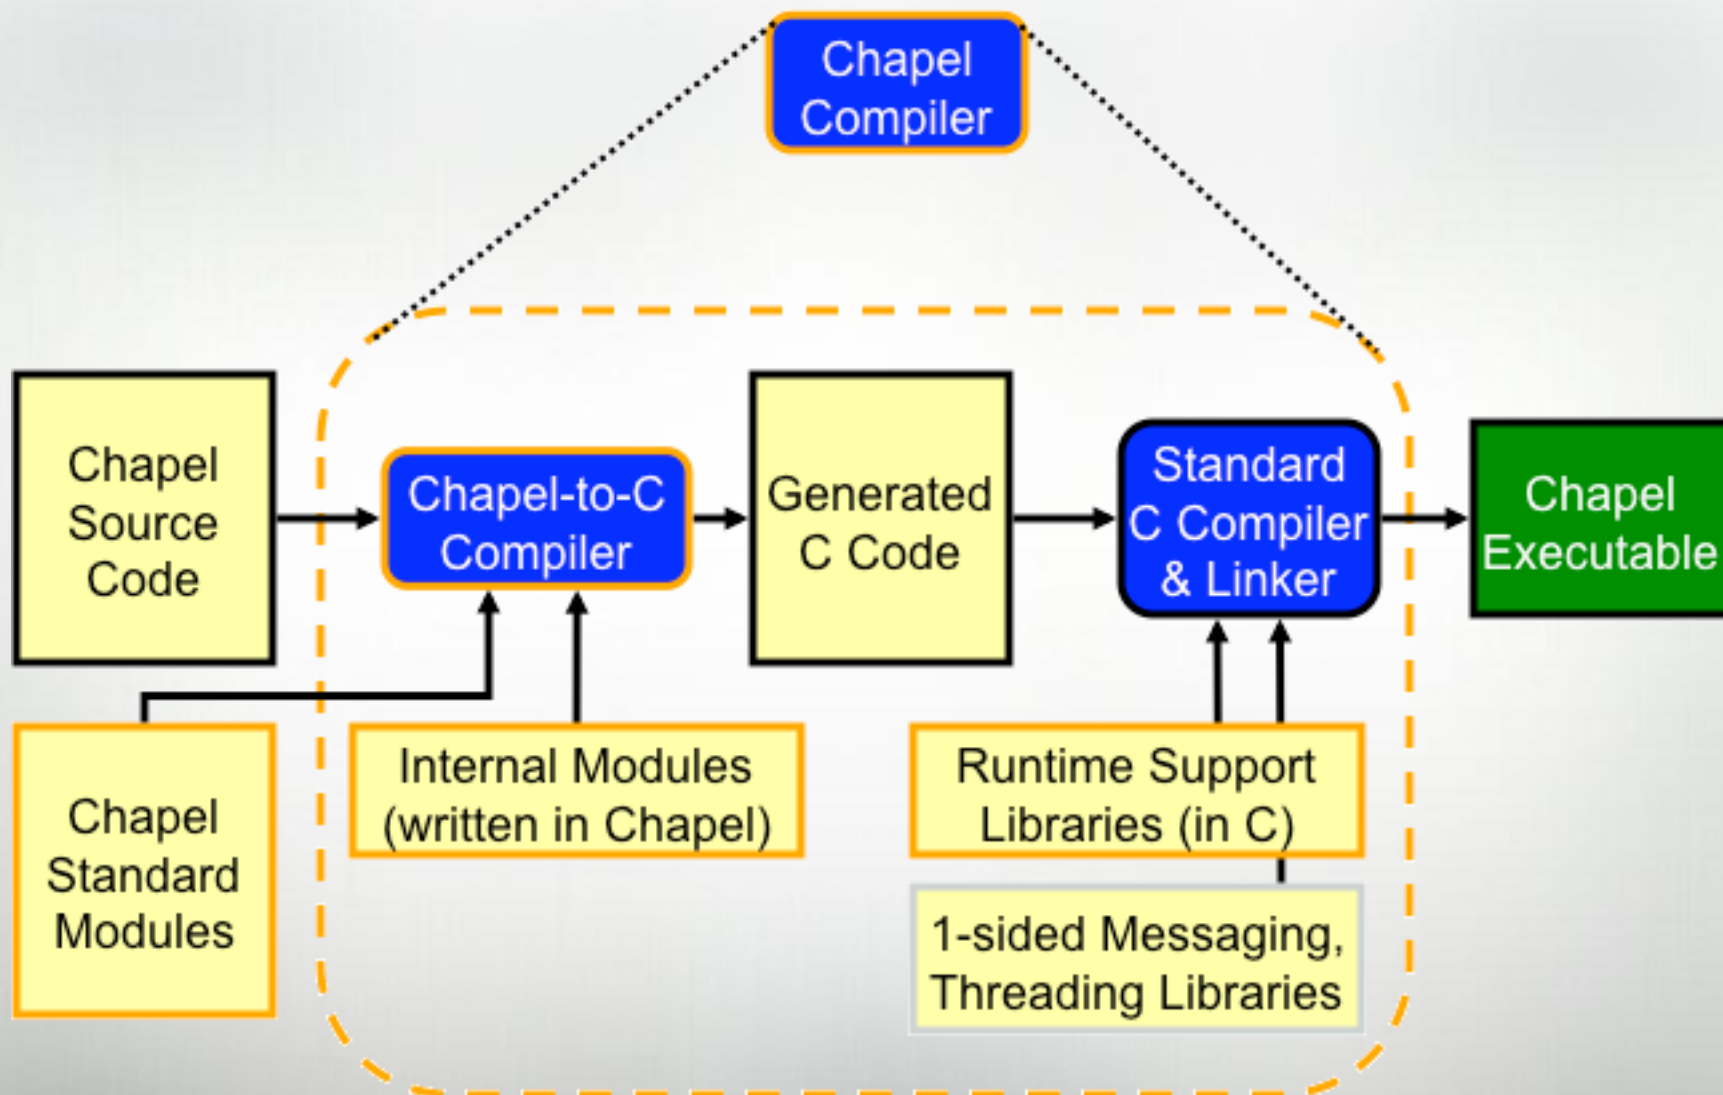 Chapel
Compiler
Chapel
Source
Code
Chapel-to-C
Compiler
Generated
C Code
Standard
C Compiler
& Linker
Chapel
Executable
Chapel
Standard
Modules
Internal Modules
(written in Chapel)
Runtime Support
Libraries (in C)
1-sided Messaging,
Threading Libraries